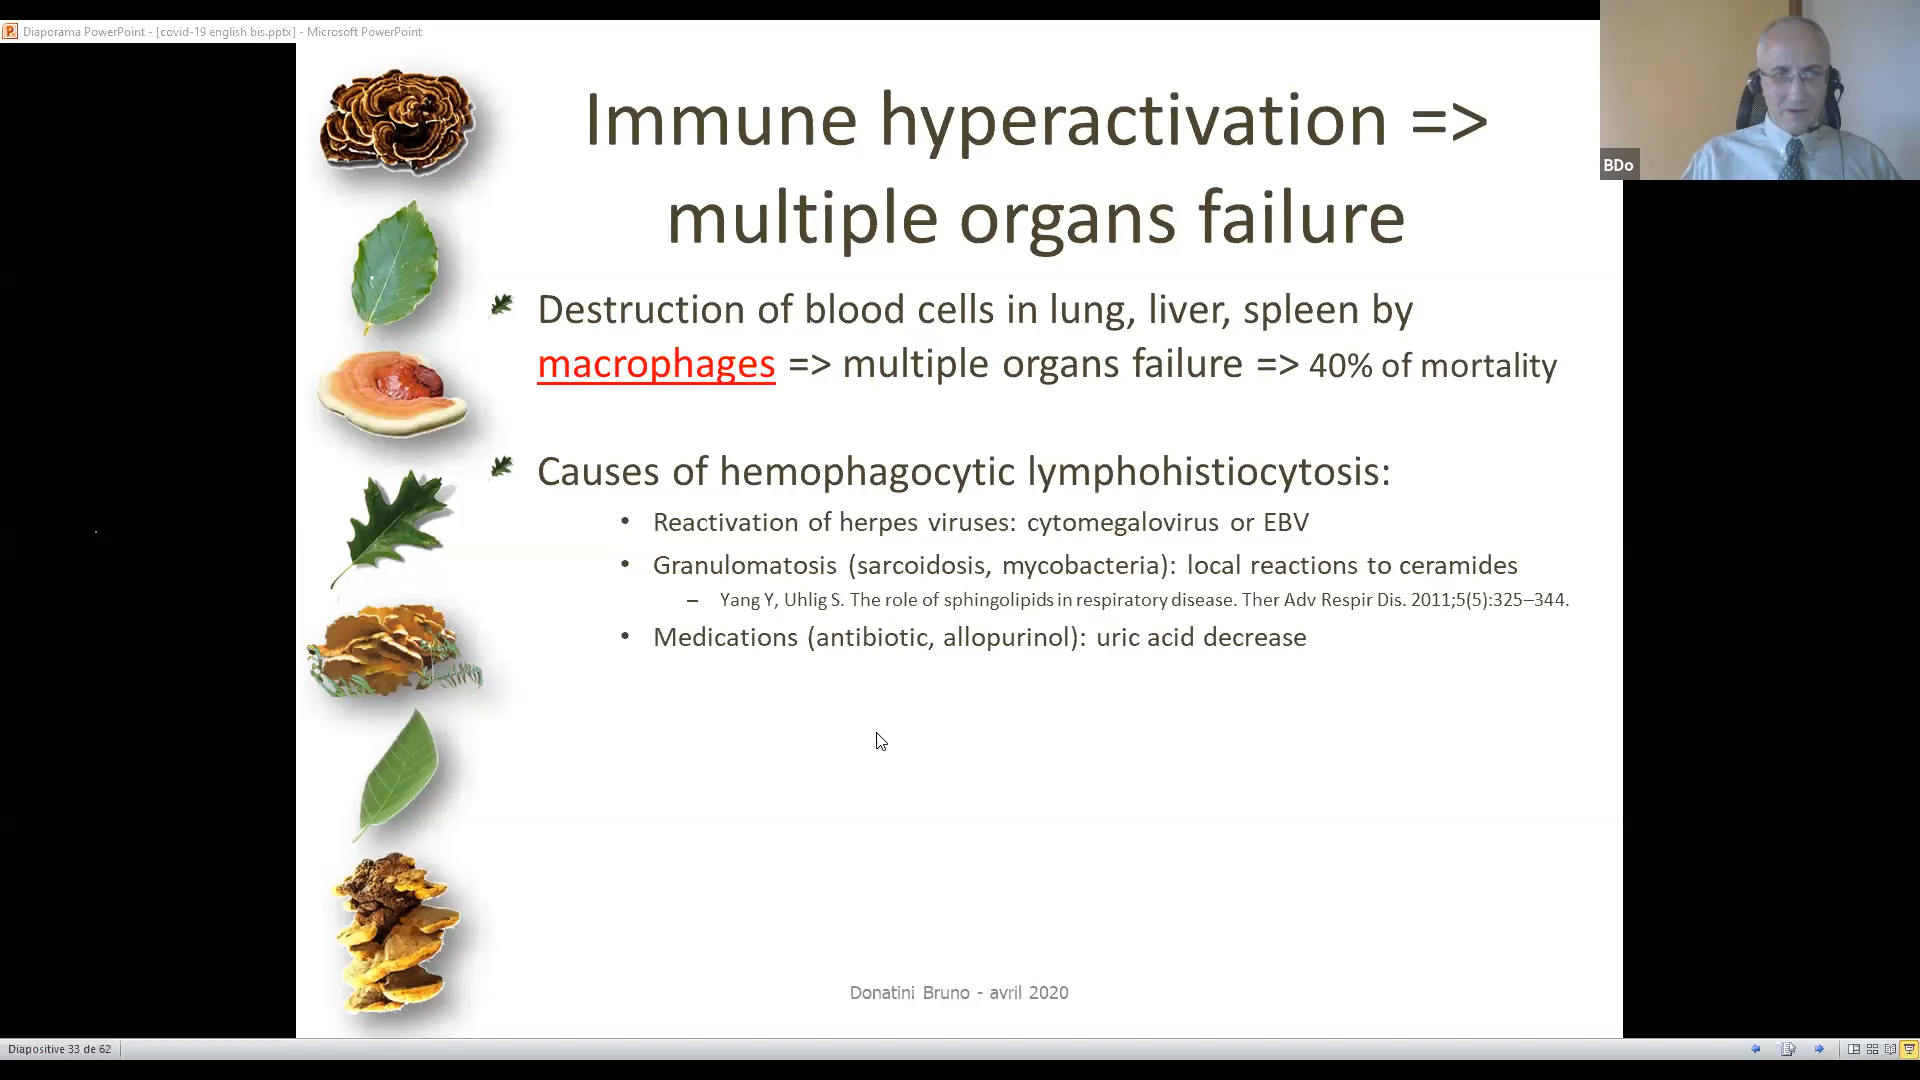 Diaporama PowerPoint - [covid-19 english bis.pptx] - Microsoft PowerPoint
BDo
Immune hyperactivation =>
multiple organs failure
Destruction of blood cells in lung, liver, spleen by
macrophages => multiple organs failure => 40% of mortality
Causes of hemophagocytic lymphohistiocytosis:
• Reactivation of herpes viruses: cytomegalovirus or EBV
• Granulomatosis (sarcoidosis, mycobacteria): local reactions to ceramides
– Yang Y, Uhlig S. The role of sphingolipids in respiratory disease. Ther Adv Respir Dis. 2011;5(5):325–344.
• Medications (antibiotic, allopurinol): uric acid decrease
Donatini Bruno - avril 2020
Diapositive 33 de 62